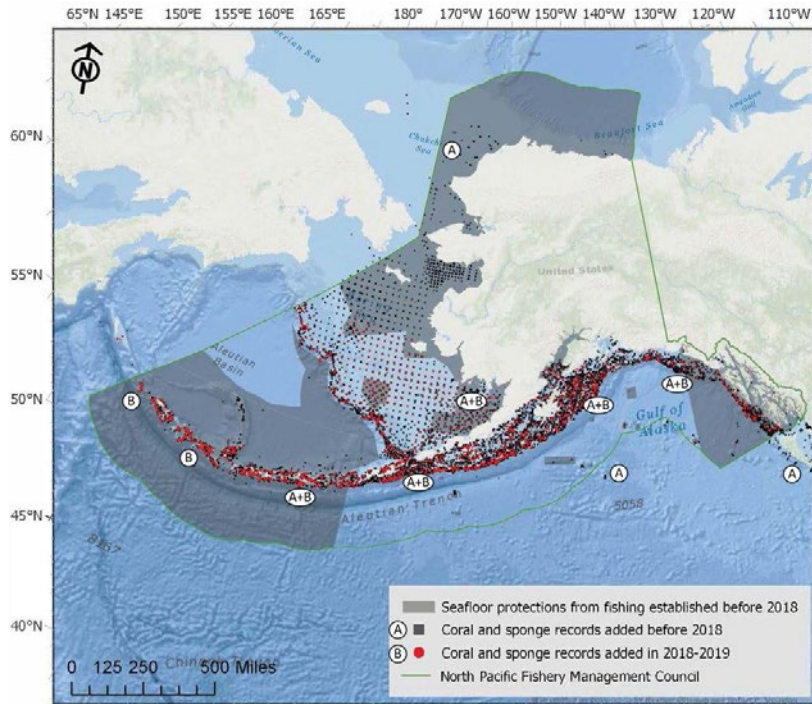 65°N 145°W 150°E 155°E 160°E 165°E 180° 170°W 160°W 150°W 140°W 130°W 120°W 110°W
N
Beaufort Sea
60°N
A
Sea
55°N
United States
Aleutian
Basin
50°N
B
A+B
A+B
A+B
Gulf of
Alaska
B
A+B
A+B
A
A
45°N
Aleutian Trench
5058
40°N
Seafloor protections from fishing established before 2018
A Coral and sponge records added before 2018
B Coral and sponge records added in 2018-2019
North Pacific Fishery Management Council
0 125 250 500 Miles